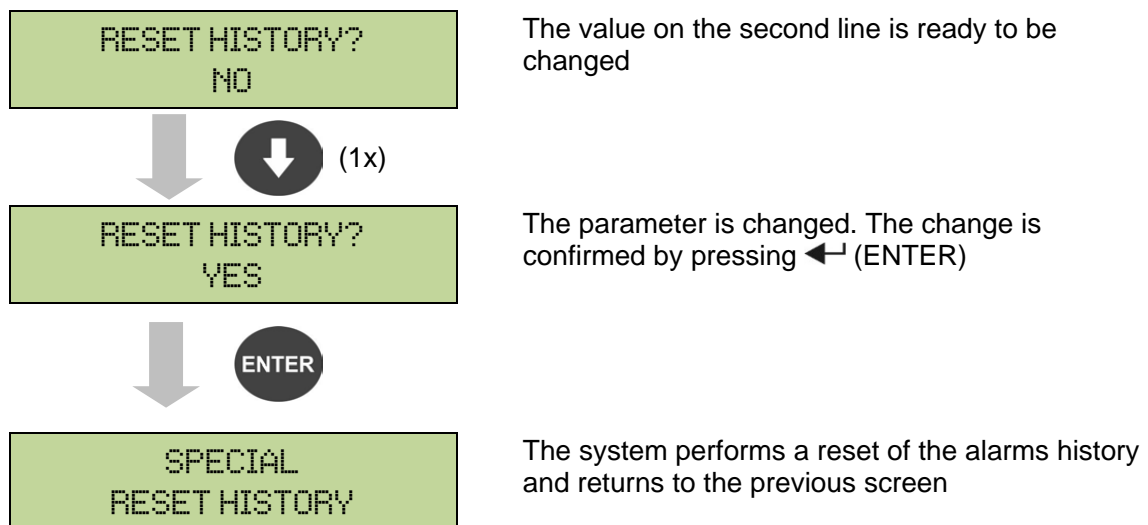 RESET HISTORY?
NO
The value on the second line is ready to be
changed
(1x)
RESET HISTORY?
YES
The parameter is changed. The change is
confirmed by pressing (ENTER)
ENTER
SPECIAL
RESET HISTORY
The system performs a reset of the alarms history
and returns to the previous screen